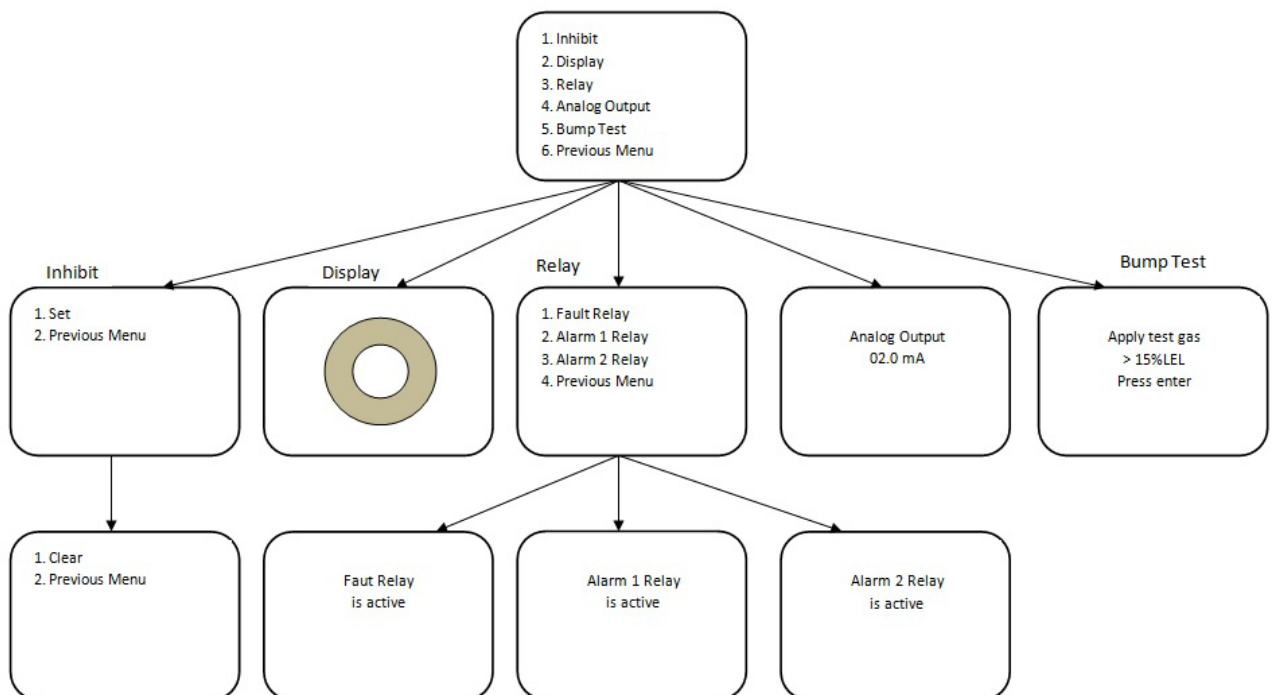 1. Inhibit
2. Display
3. Relay
4. Analog Output
5. Bump Test
6. Previous Menu
Inhibit
1. Set
2. Previous Menu
Display
Relay
1. Fault Relay
2. Alarm 1 Relay
3. Alarm 2 Relay
4. Previous Menu
Analog Output
02.0 mA
Bump Test
Apply test gas
> 15%LEL
Press enter
1. Clear
2. Previous Menu
Faut Relay
is active
Alarm 1 Relay
is active
Alarm 2 Relay
is active